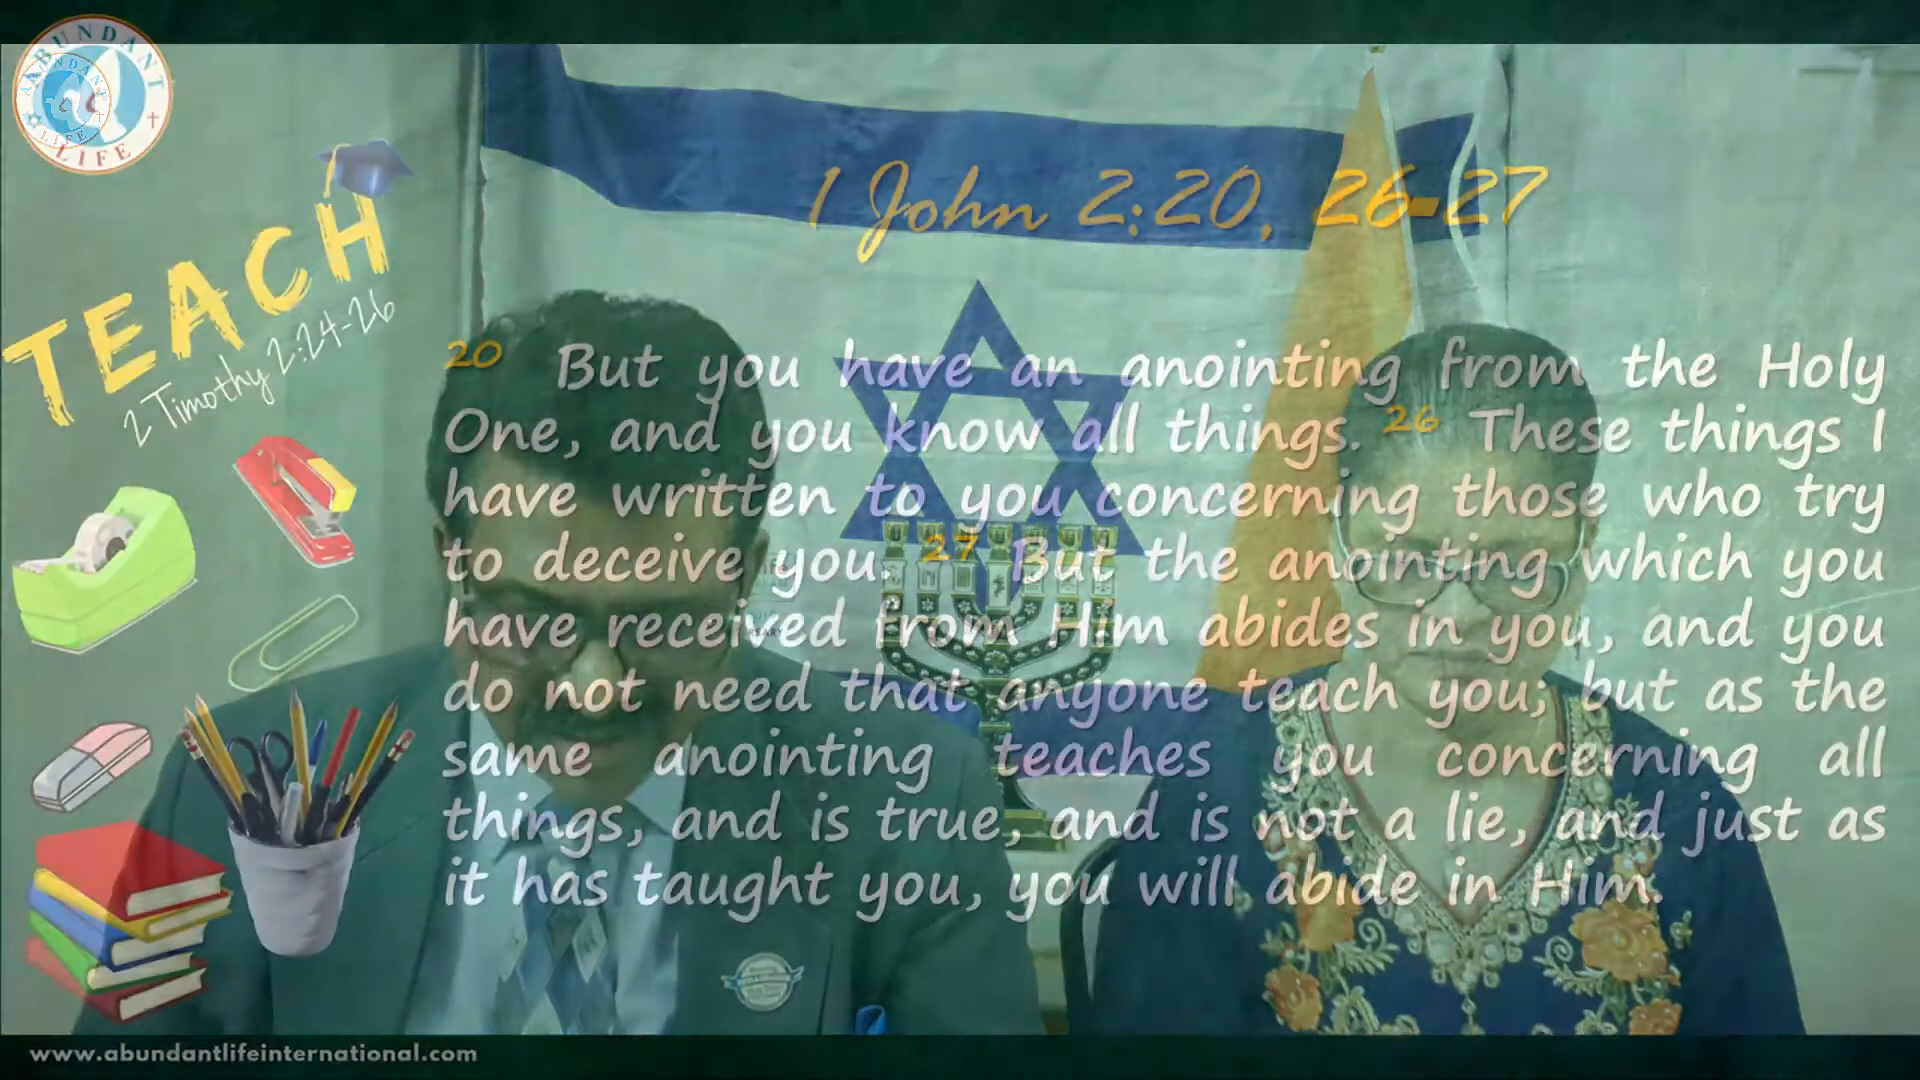 ABUNDANT
LIFE
TEACH
2 Timothy 2:24-26
1 John 2:20, 26-27
20 But you have an anointing from the Holy
One, and you know all things. 26 These things I
have written to you concerning those who try
to deceive you. 27 But the anointing which you
have received from Him abides in you, and you
do not need that anyone teach you; but as the
same anointing teaches you concerning all
things, and is true, and is not a lie, and just as
it has taught you, you will abide in Him.
www.abundantlifeinternational.com